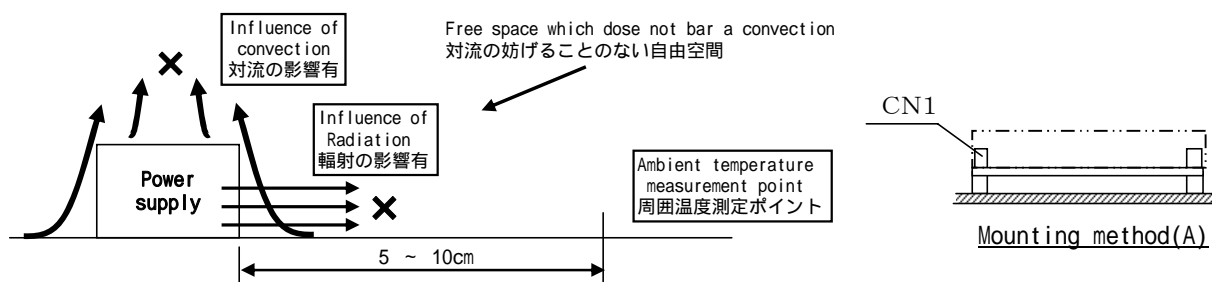 Influence of
convection
対流の影響有
Free space which dose not bar a convection
対流の妨げることのない自由空間
Influence of
Radiation
輻射の影響有
Power
supply
Ambient temperature
measurement point
周囲温度測定ポイント
5 ~ 10cm
CN1
Mounting method(A)